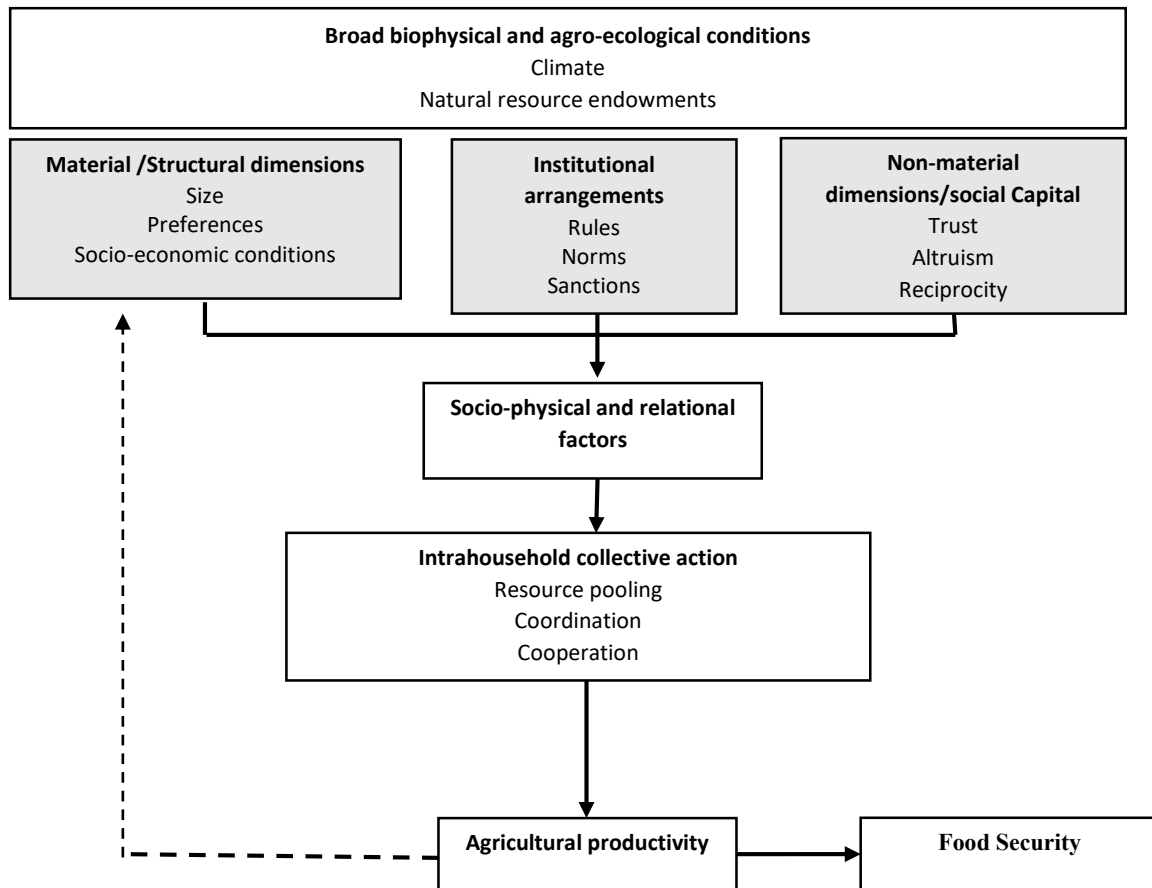 Broad biophysical and agro-ecological conditions
Climate
Natural resource endowments
Material /Structural dimensions
Size
Preferences
Socio-economic conditions
Institutional
arrangements
Rules
Norms
Sanctions
Non-material
dimensions/social Capital
Trust
Altruism
Reciprocity
Socio-physical and relational
factors
Intrahousehold collective action
Resource pooling
Coordination
Cooperation
Agricultural productivity
Food Security